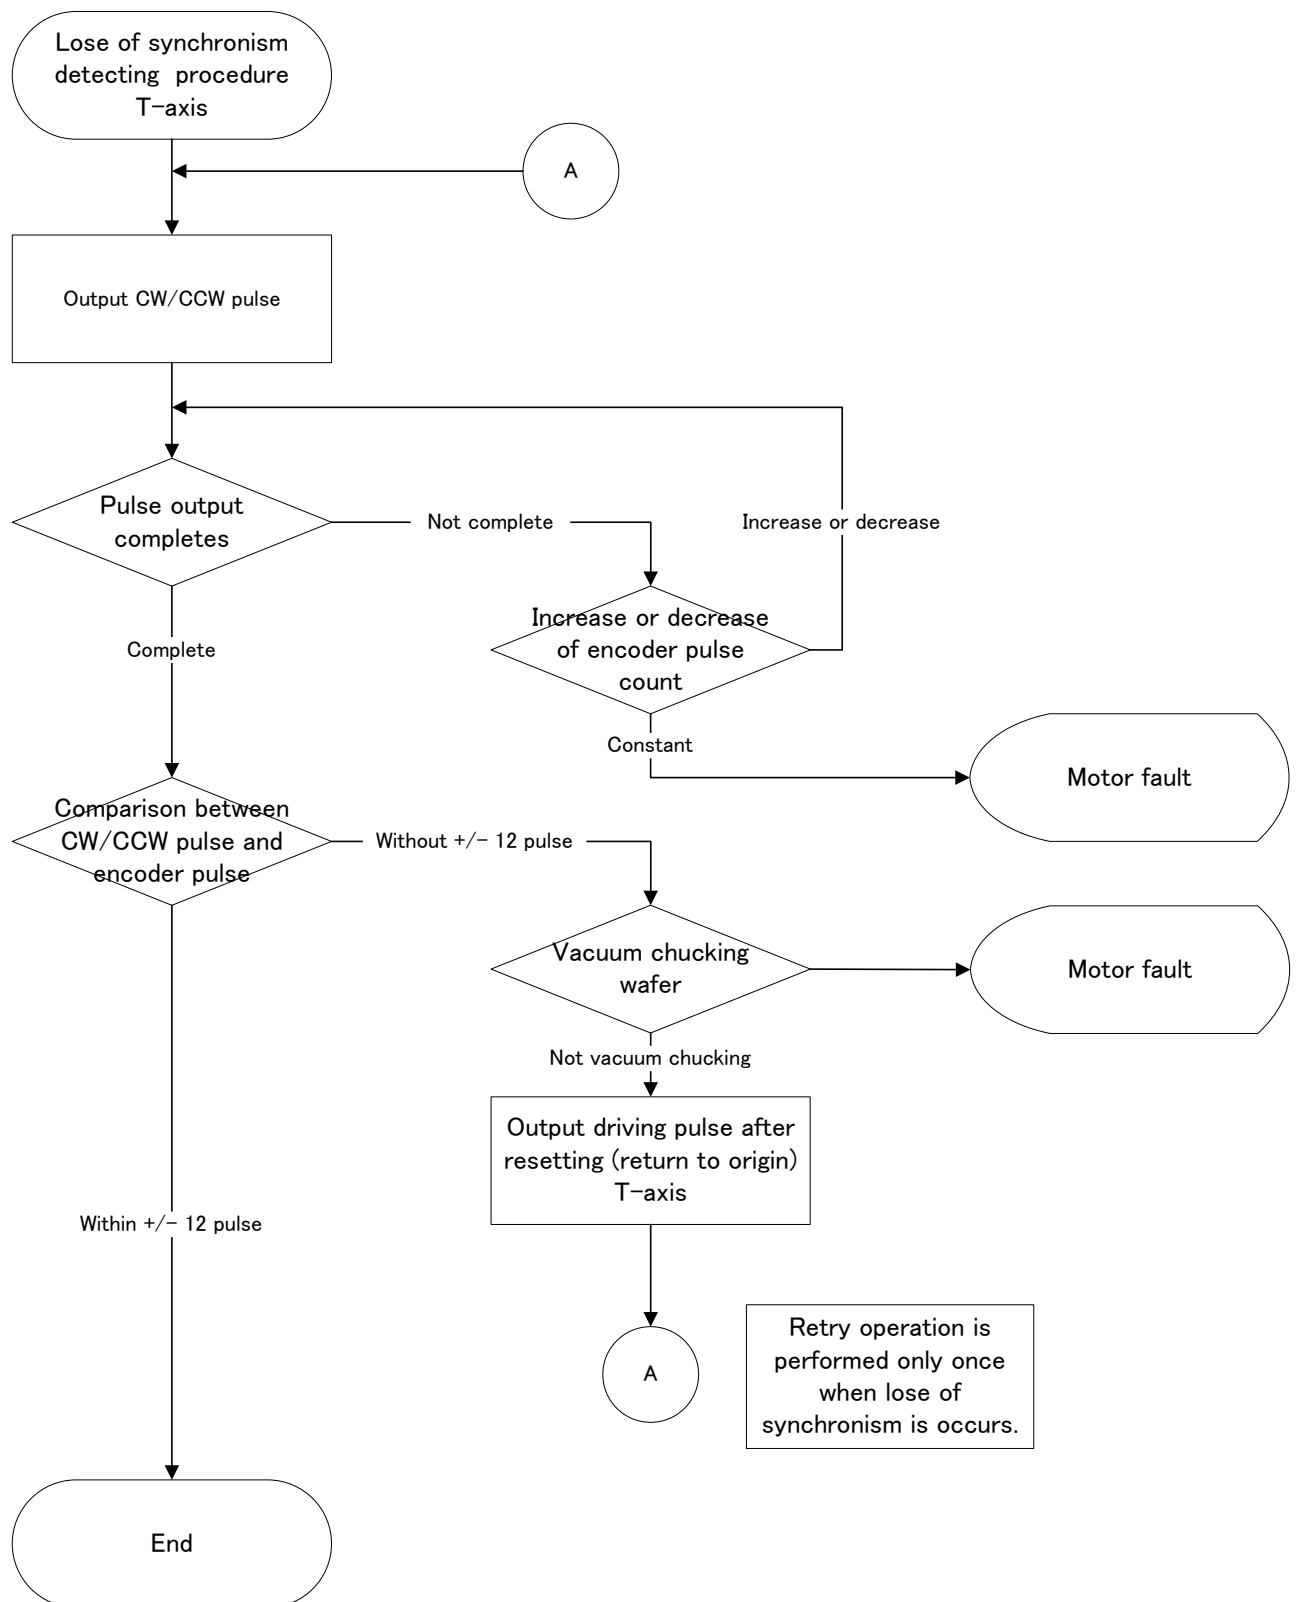 Lose of synchronism
detecting procedure
T-axis
A
Output CW/CCW pulse
Pulse output
completes
Not complete
Increase or decrease
Increase or decrease
of encoder pulse
count
Complete
Constant
Motor fault
Comparison between
CW/CCW pulse and
encoder pulse
Without +/- 12 pulse
Vacuum chucking
wafer
Motor fault
Not vacuum chucking
Output driving pulse after
resetting (return to origin)
T-axis
Within +/- 12 pulse
A
Retry operation is
performed only once
when lose of
synchronism is occurs.
End